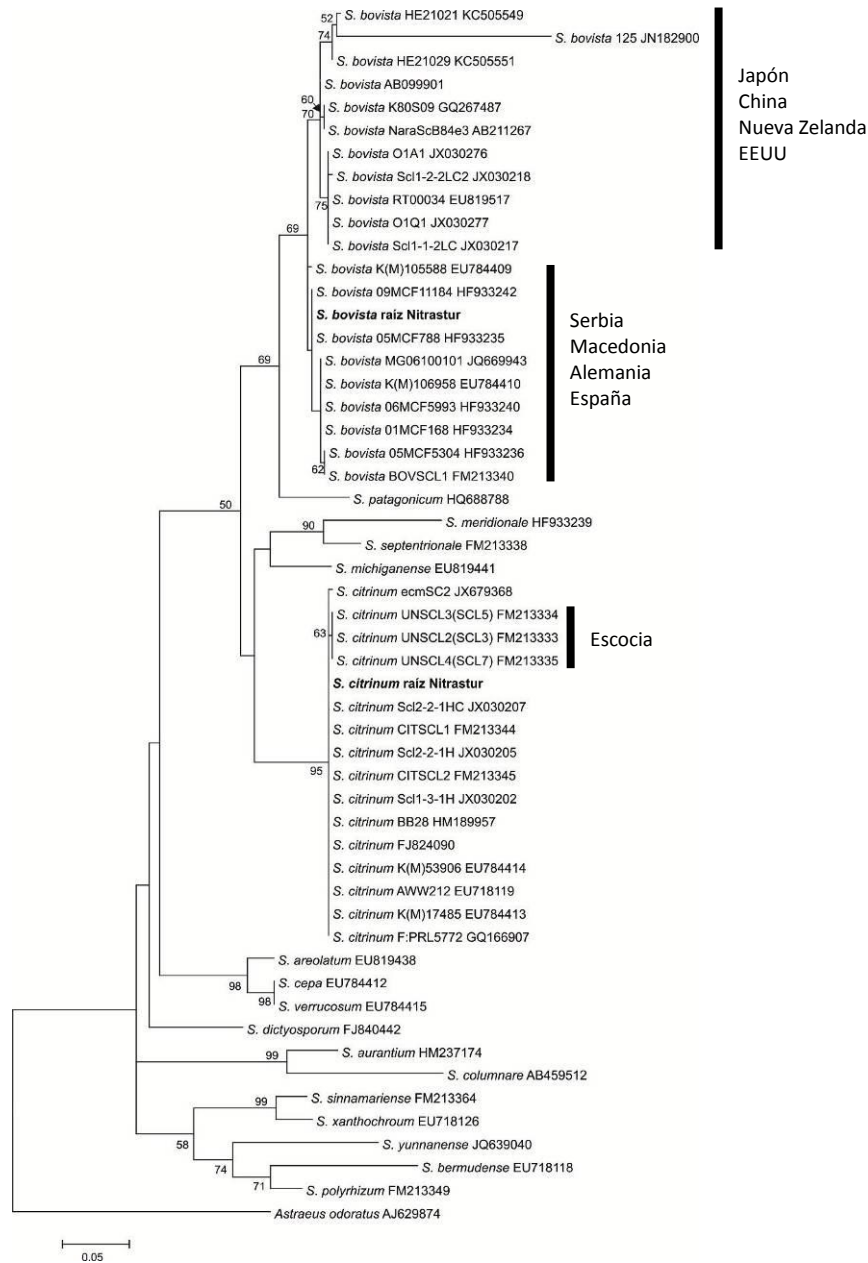 52
S. bovista HE21021 KC505549
74
S. bovista 125 JN182900
S. bovista HE21029 KC505551
S. bovista AB099901
60
S. bovista K80S09 GQ267487
70
S. bovista NaraScB84e3 AB211267
S. bovista O1A1 JX030276
S. bovista Scl1-2-2LC2 JX030218
S. bovista RT00034 EU819517
75
S. bovista O1Q1 JX030277
S. bovista Scl1-1-2LC JX030217
Japón
China
Nueva Zelanda
EEUU
69
S. bovista K(M)105588 EU784409
S. bovista 09MCF11184 HF933242
S. bovista raíz Nitrastur
S. bovista 05MCF788 HF933235
69
S. bovista MG06100101 JQ669943
S. bovista K(M)106958 EU784410
S. bovista 06MCF5993 HF933240
S. bovista 01MCF168 HF933234
S. bovista 05MCF5304 HF933236
62
S. bovista BOVSCL1 FM213340
Serbia
Macedonia
Alemania
España
S. patagonicum HQ688788
50
90
S. meridionale HF933239
S. septentrionale FM213338
S. michiganense EU819441
S. citrinum ecmSC2 JX679368
S. citrinum UNSCL3(SCL5) FM213334
63
S. citrinum UNSCL2(SCL3) FM213333
S. citrinum UNSCL4(SCL7) FM213335
Escocia
S. citrinum raíz Nitrastur
S. citrinum Scl2-2-1HC JX030207
S. citrinum CITSCL1 FM213344
S. citrinum Scl2-2-1H JX030205
95
S. citrinum CITSCL2 FM213345
S. citrinum Scl1-3-1H JX030202
S. citrinum BB28 HM189957
S. citrinum FJ824090
S. citrinum K(M)53906 EU784414
S. citrinum AWW212 EU718119
S. citrinum K(M)17485 EU784413
S. citrinum F:PRL5772 GQ166907
S. areolatum EU819438
98
S. cepa EU784412
98
S. verrucosum EU784415
S. dictyosporum FJ840442
99
S. aurantium HM237174
S. columnare AB459512
99
S. sinnamariense FM213364
S. xanthochroum EU718126
58
S. yunnanense JQ639040
74
S. bermudense EU718118
71
S. polyrhizum FM213349
Astraeus odoratus AJ629874
0.05